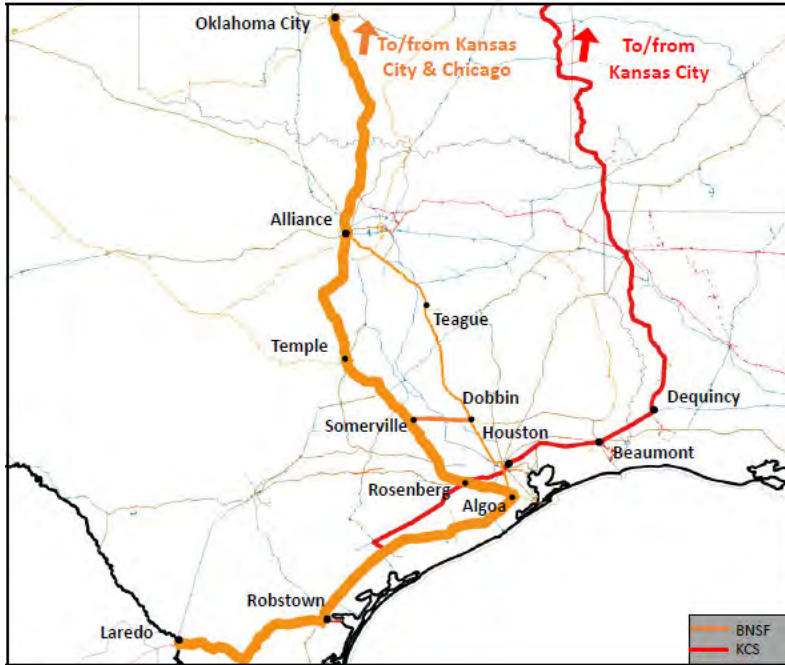 Oklahoma City
To/from Kansas
City & Chicago
To/from
Kansas City
Alliance
Teague
Temple
Dobbin
Dequincy
Somerville
Houston
Beaumont
Rosenberg
Algoa
Robstown
Laredo
BNSF
KCS